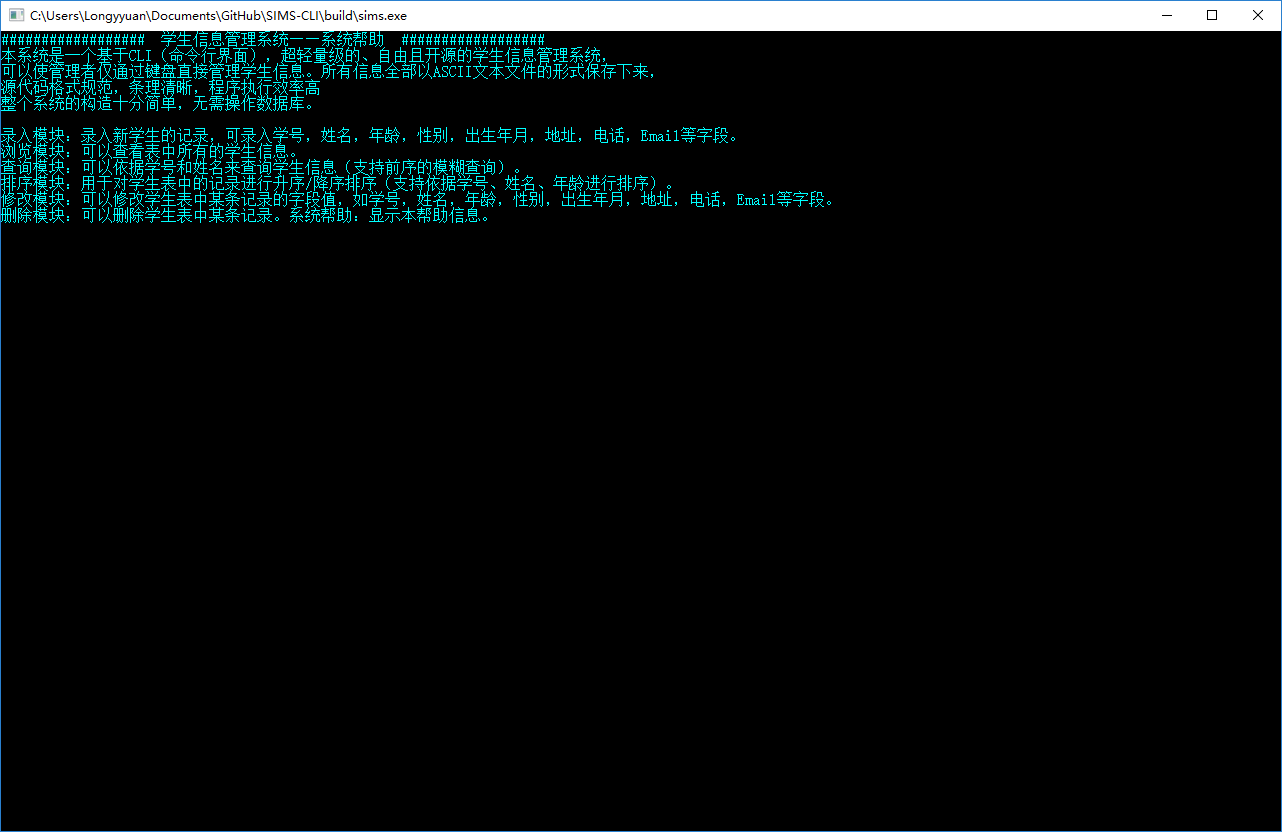 C:\Users\Longyyuan\Documents\GitHub\SIMS-CLI\build\sims.exe
################## 学生信息管理系统——系统帮助 ##################
本系统是一个基于CLI（命令行界面），超轻量级的、自由且开源的学生信息管理系统，
可以使管理者仅通过键盘直接管理学生信息。所有信息全部以ASCII文本文件的形式保存下来，
源代码格式规范，条理清晰，程序执行效率高
整个系统的构造十分简单，无需操作数据库。
录入模块：录入新学生的记录，可录入学号，姓名，年龄，性别，出生年月，地址，电话，Email等字段。
浏览模块：可以查看表中所有的学生信息。
查询模块：可以依据学号和姓名来查询学生信息（支持前序的模糊查询）。
排序模块：用于对学生表中的记录进行升序/降序排序（支持依据学号、姓名、年龄进行排序）。
修改模块：可以修改学生表中某条记录的字段值，如学号，姓名，年龄，性别，出生年月，地址，电话，Email等字段。
删除模块：可以删除学生表中某条记录。系统帮助：显示本帮助信息。